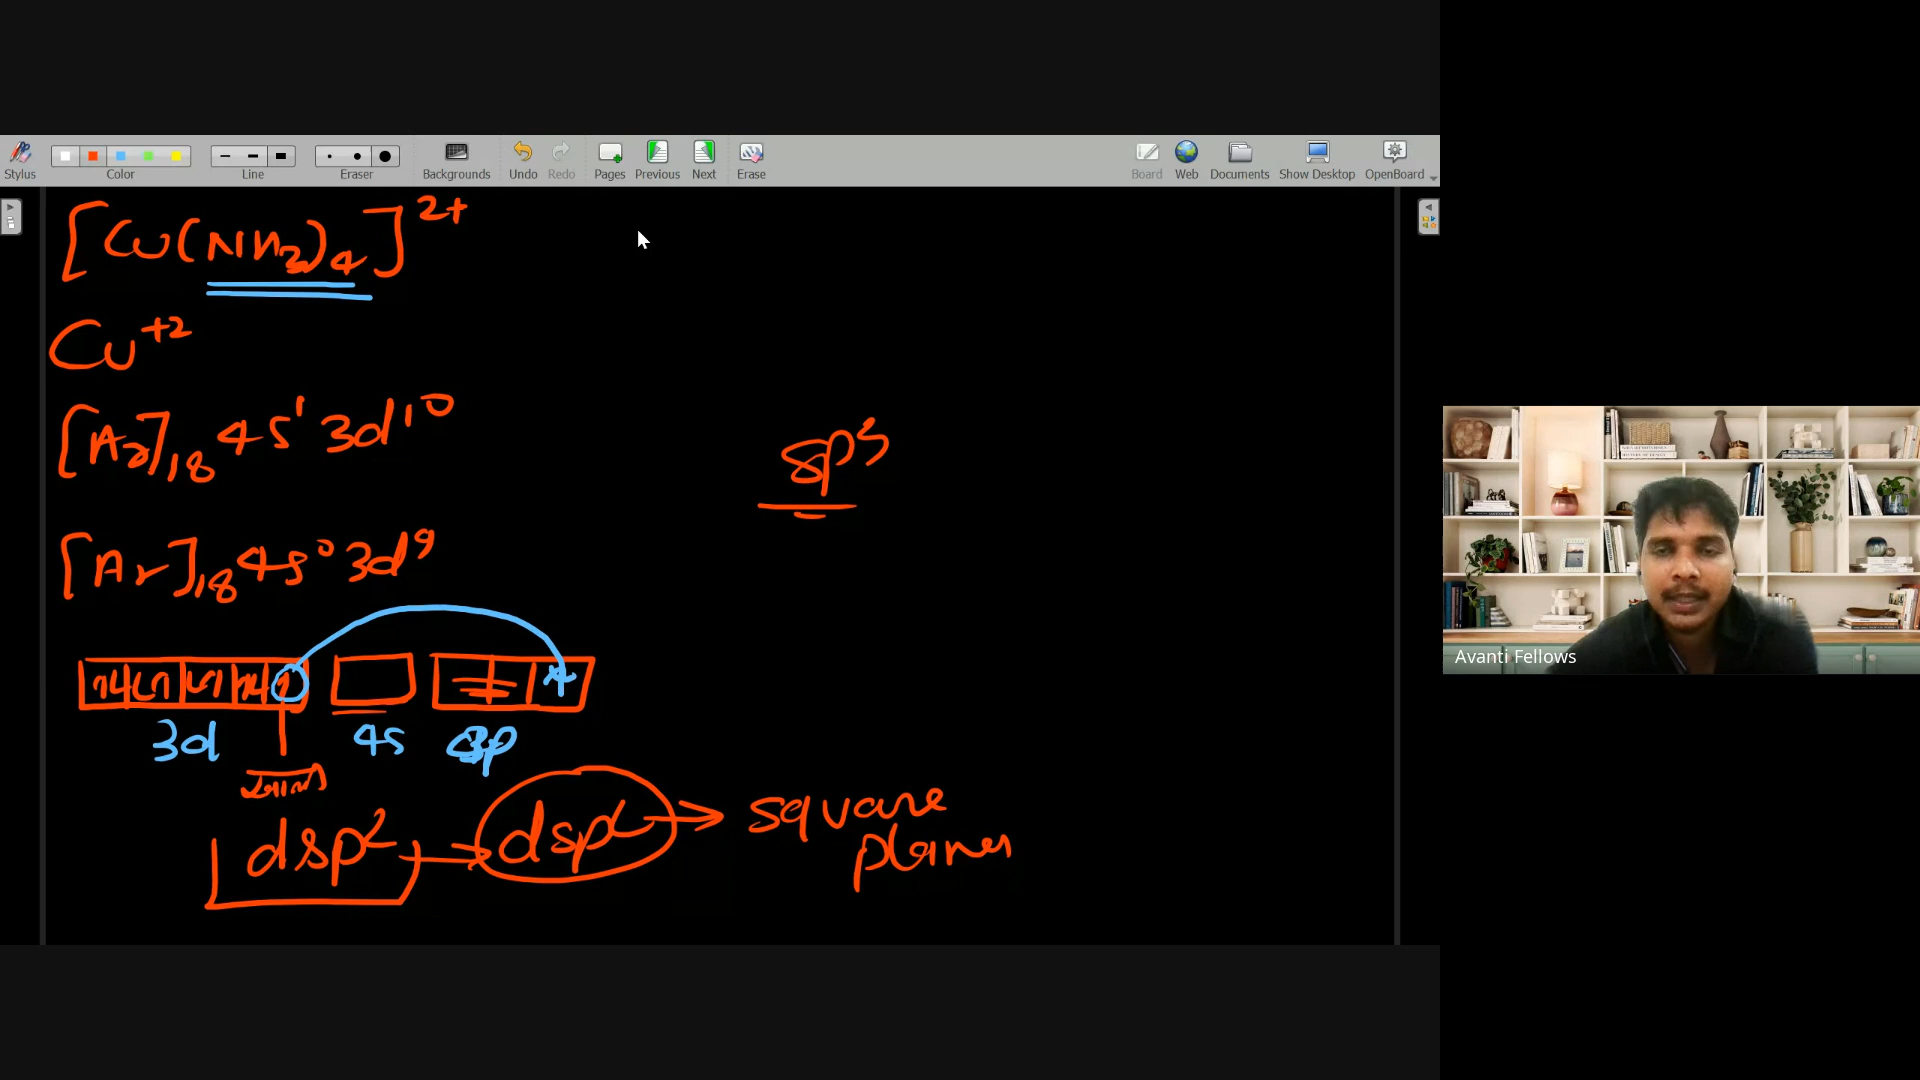 Stylus Color Line Eraser Backgrounds Undo Redo Pages Previous Next Erase Board Web Documents Show Desktop OpenBoard
[Cu(NH3)4]2+
Cu+2
[Ar]18 4s1 3d10
sp3
[Ar]18 4s0 3d9
3d 4s
dsp2 → dsp2 → square
planer
Avanti Fellows